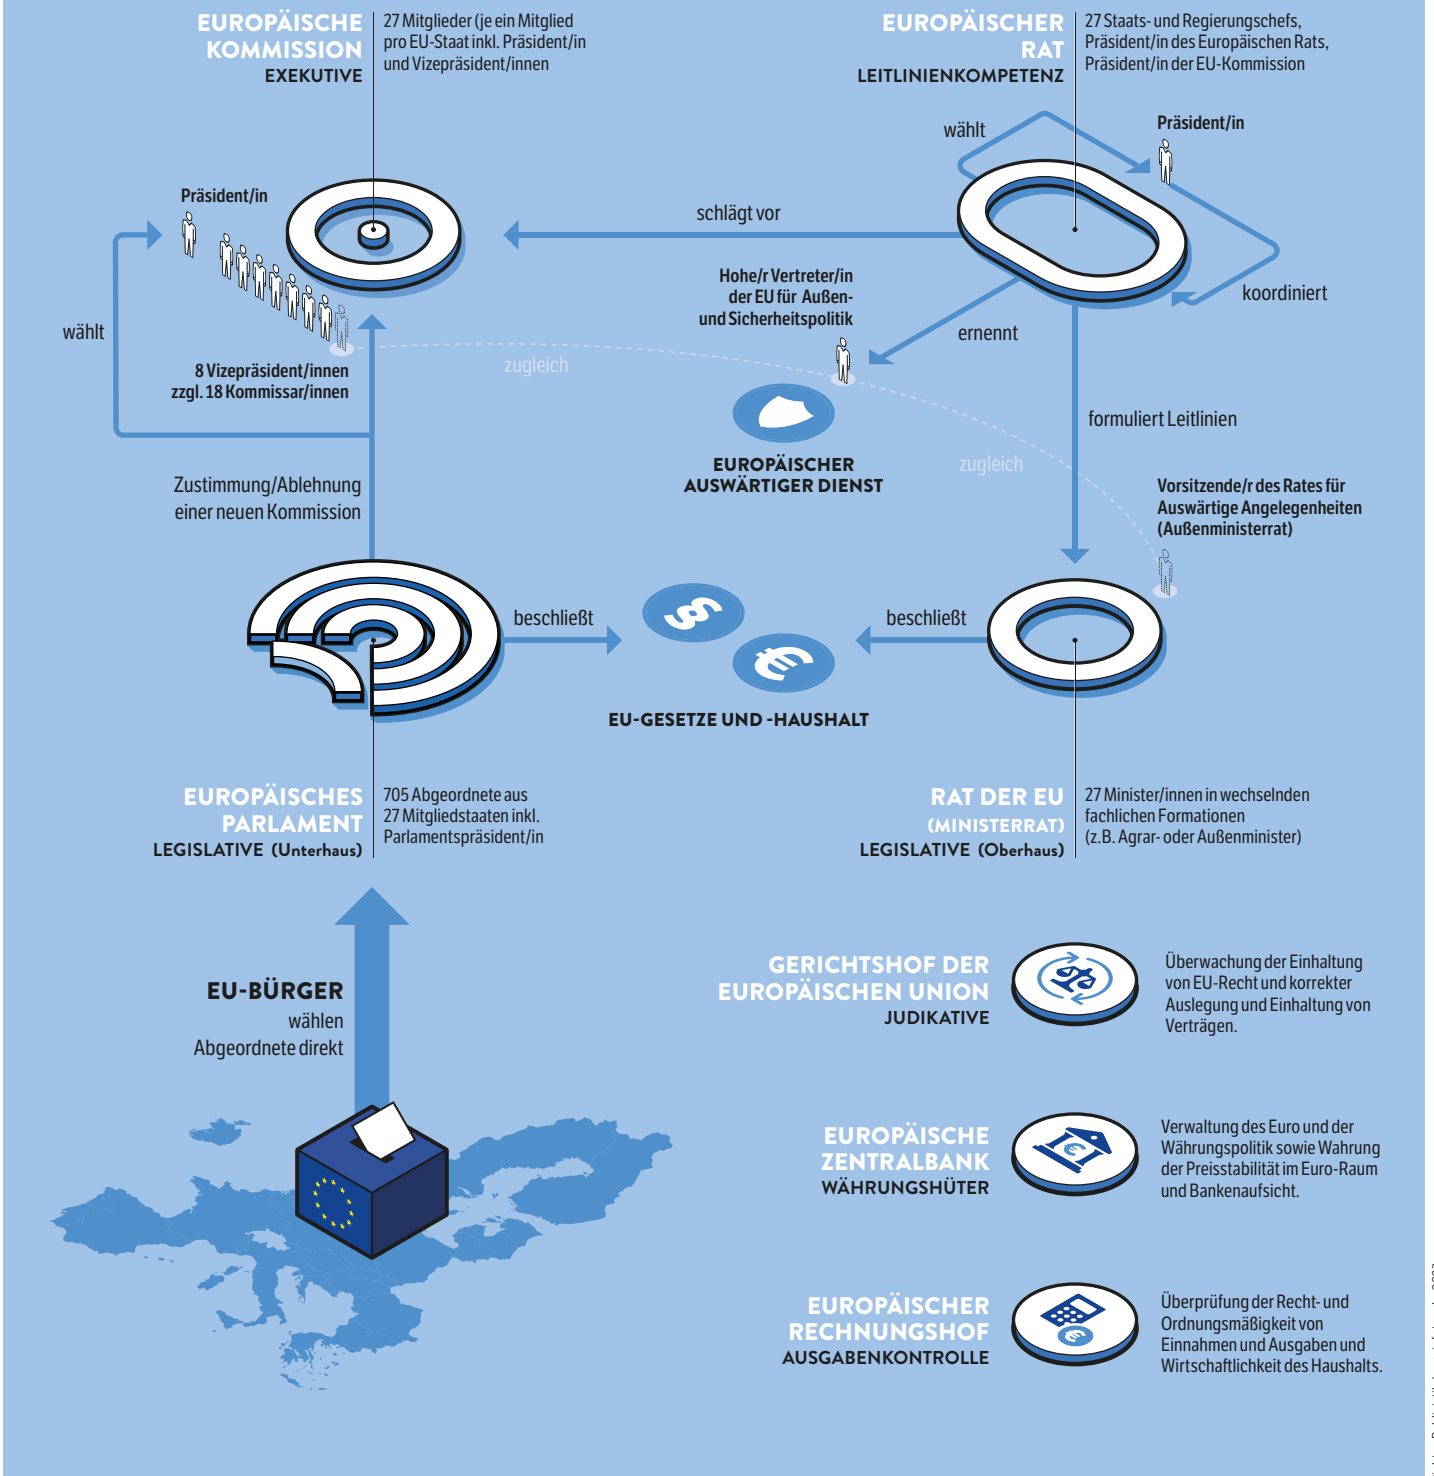 EUROPÄISCHE
KOMMISSION
EXEKUTIVE
27 Mitglieder (je ein Mitglied
pro EU-Staat inkl. Präsident/in
und Vizepräsident/innen
EUROPÄISCHER
RAT
LEITLINIENKOMPETENZ
27 Staats- und Regierungschefs,
Präsident/in des Europäischen Rats,
Präsident/in der EU-Kommission
wählt
Präsident/in
Präsident/in
schlägt vor
Hohe/r Vertreter/in
der EU für Außen-
und Sicherheitspolitik
koordiniert
wählt
ernennt
zugleich
8 Vizepräsident/innen
zzgl. 18 Kommissar/innen
formuliert Leitlinien
EUROPÄISCHER
AUSWÄRTIGER DIENST
zugleich
Zustimmung/Ablehnung
einer neuen Kommission
Vorsitzende/r des Rates für
Auswärtige Angelegenheiten
(Außenministerrat)
beschließt
§
€
beschließt
EU-GESETZE UND -HAUSHALT
EUROPÄISCHES
PARLAMENT
LEGISLATIVE (Unterhaus)
705 Abgeordnete aus
27 Mitgliedstaaten inkl.
Parlamentspräsident/in
RAT DER EU
(MINISTERRAT)
LEGISLATIVE (Oberhaus)
27 Minister/innen in wechselnden
fachlichen Formationen
(z.B. Agrar- oder Außenminister)
EU-BÜRGER
wählen
Abgeordnete direkt
GERICHTSHOF DER
EUROPÄISCHEN UNION
JUDIKATIVE
Überwachung der Einhaltung
von EU-Recht und korrekter
Auslegung und Einhaltung von
Verträgen.
EUROPÄISCHE
ZENTRALBANK
WÄHRUNGSHÜTER
€
Verwaltung des Euro und der
Währungspolitik sowie Wahrung
der Preisstabilität im Euro-Raum
und Bankenaufsicht.
EUROPÄISCHER
RECHNUNGSHOF
AUSGABENKONTROLLE
€
Überprüfung der Recht- und
Ordnungsmäßigkeit von
Einnahmen und Ausgaben und
Wirtschaftlichkeit des Haushalts.